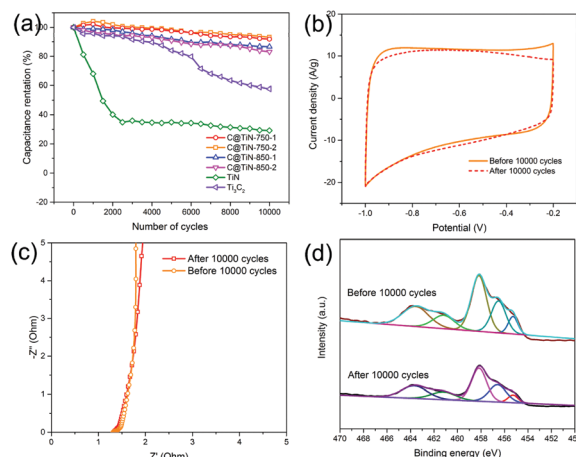 (a)
Capacitance rentation (%)
100
80
60
40
20
0
-20
0
2000
4000
6000
8000
10000
Number of cycles
C@TiN-750-1
C@TiN-750-2
C@TiN-850-1
C@TiN-850-2
TiN
Ti₃C₂
(b)
Current density (A/g)
20
10
0
-10
-20
-1.0
-0.8
-0.6
-0.4
-0.2
Potential (V)
Before 10000 cycles
After 10000 cycles
(c)
After 10000 cycles
Before 10000 cycles
-Z" (Ohm)
5
4
3
2
1
0
0
1
2
3
4
5
Z' (Ohm)
(d)
Intensity (a.u.)
Before 10000 cycles
After 10000 cycles
470
468
466
464
462
460
458
456
454
Binding energy (eV)